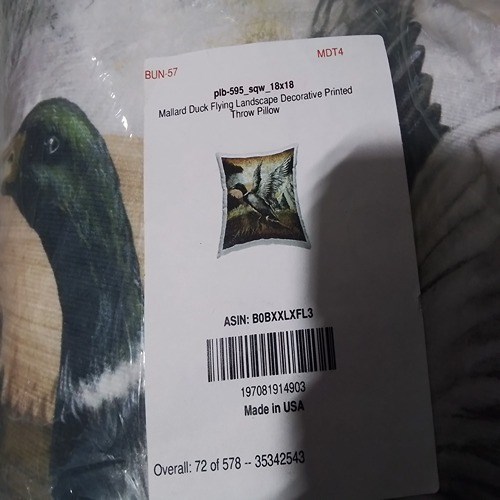 BUN-57
MDT4
plb-595_sqw_18x18
Mallard Duck Flying Landscape Decorative Printed
Throw Pillow
ASIN: B0BXXLXFL3
197081914903
Made in USA
Overall: 72 of 578 -- 35342543